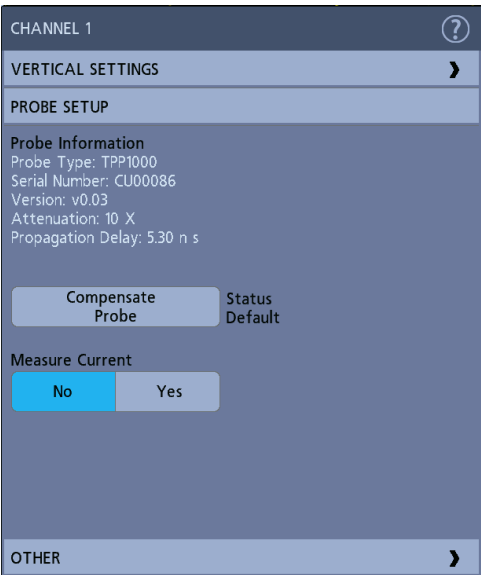 CHANNEL 1
?
VERTICAL SETTINGS
PROBE SETUP
Probe Information
Probe Type: TPP1000
Serial Number: CU00086
Version: v0.03
Attenuation: 10 X
Propagation Delay: 5.30 n s
Compensate
Probe
Status
Default
Measure Current
No
Yes
OTHER